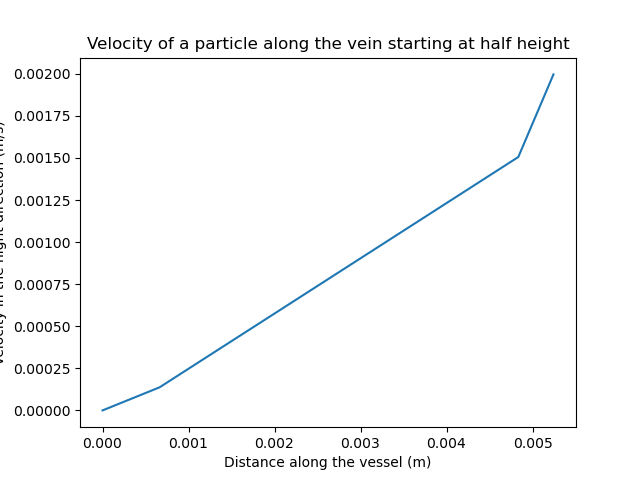 Velocity of a particle along the vein starting at half height
0.00200
0.00175
0.00150
0.00125
0.00100
0.00075
0.00050
0.00025
0.00000
in the hight direction (m/s)
0.000 0.001 0.002 0.003 0.004 0.005
Distance along the vessel (m)